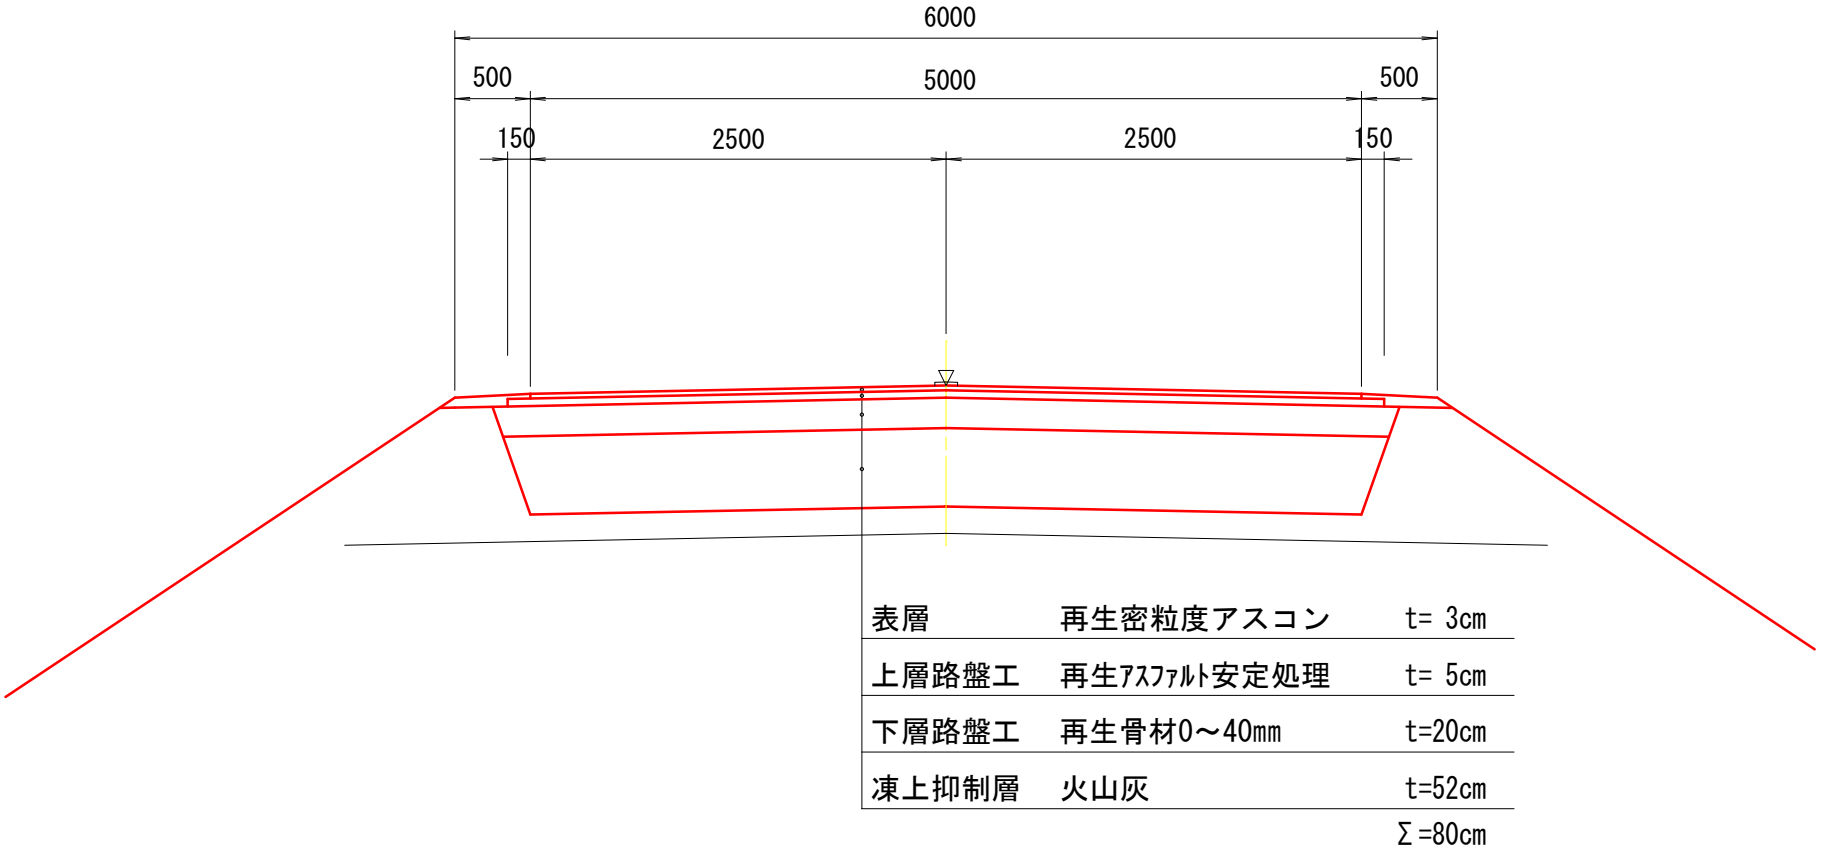 6000
500 5000 500
150 2500 2500 150
表層 再生密粒度アスコン t= 3cm
上層路盤工 再生ｱｽﾌｧﾙﾄ安定処理 t= 5cm
下層路盤工 再生骨材0～40mm t=20cm
凍上抑制層 火山灰 t=52cm
Σ=80cm